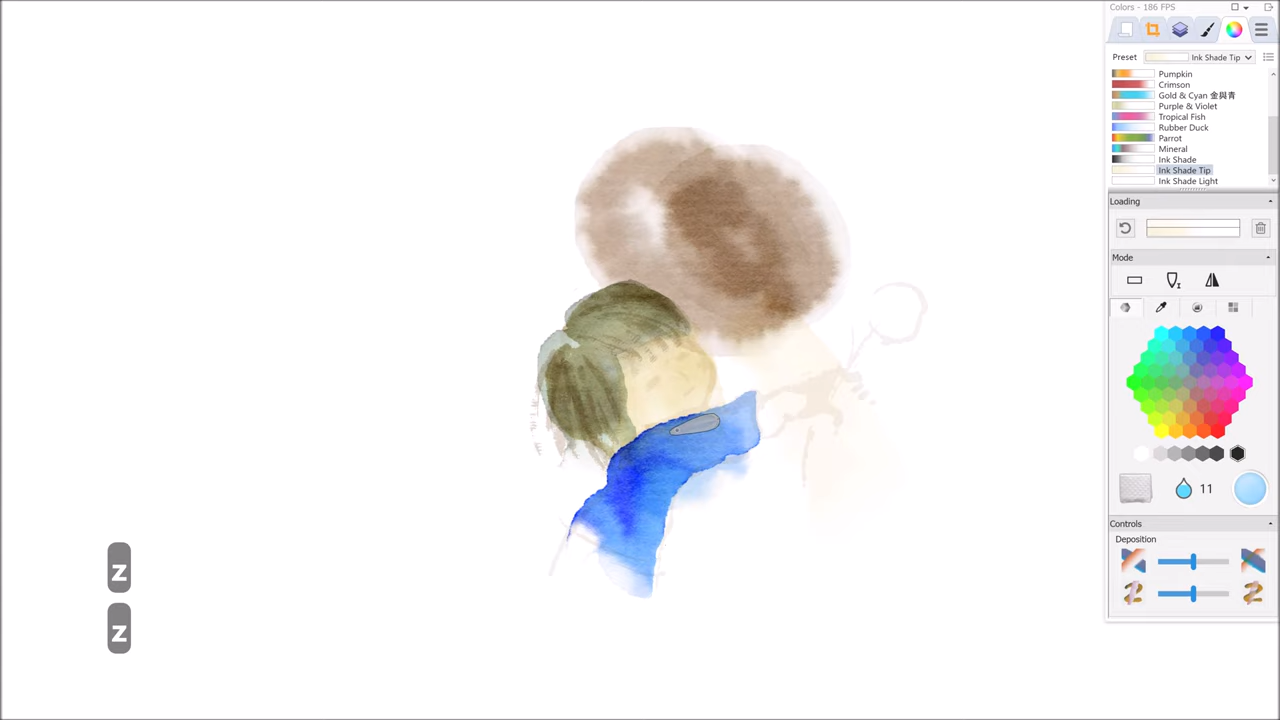 Colors - 186 FPS
Preset
Ink Shade Tip
Pumpkin
Crimson
Gold & Cyan 金與青
Purple & Violet
Tropical Fish
Rubber Duck
Parrot
Mineral
Ink Shade
Ink Shade Tip
Ink Shade Light
Loading
Mode
11
Controls
Deposition
z
z